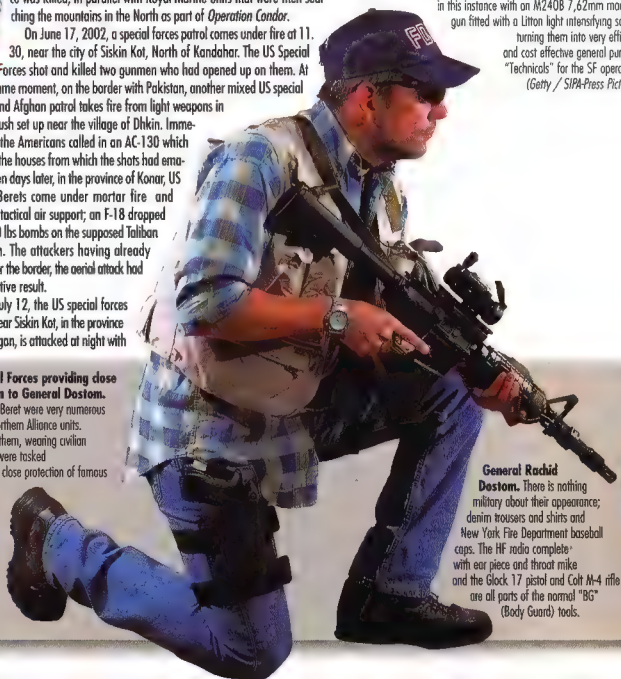 was killed, in parallel with Royal Marine Units that were then
ching the mountains in the North as part of Operation Condor.
On June 17, 2002, a special forces patrol comes under fire at 11.
30, near the city of Siskin Kot, North of Kandahar. The US Special
Forces shot and killed two gunmen who had opened up on them. At
me moment, on the border with Pakistan, another mixed US special
nd Afghan patrol takes fire from light weapons in
ush set up near the village of Dhkin. Imme-
the Americans called in an AC-130 which
the houses from which the shots had ema-
en days later, in the province of Konar, US
Berets come under mortar fire and
tactical air support; an F-18 dropped
lbs bombs on the supposed Taliban
The attackers having already
r the border, the aerial attack had
tive result.
uly 12, the US special forces
ear Siskin Kot, in the province
gan, is attacked at night with
l Forces providing close
n to General Dostom.
Beret were very numerous
rthern Alliance units.
them, wearing civilian
were tasked
close protection of famous
in this instance with an M240B 7,62mm
gun fitted with a Litton light intensifying
turning them into very
and cost effective general
"Technicals" for the SF
(Getty / SIPA-Press
FD
General Rachid
Dostom. There is nothing
military about their appearance;
denim trousers and shirts and
New York Fire Department baseball
caps. The HF radio complete
with ear piece and throat mike
and the Glock 17 pistol and Colt M-4 rifle
are all parts of the normal "BG"
(Body Guard) tools.